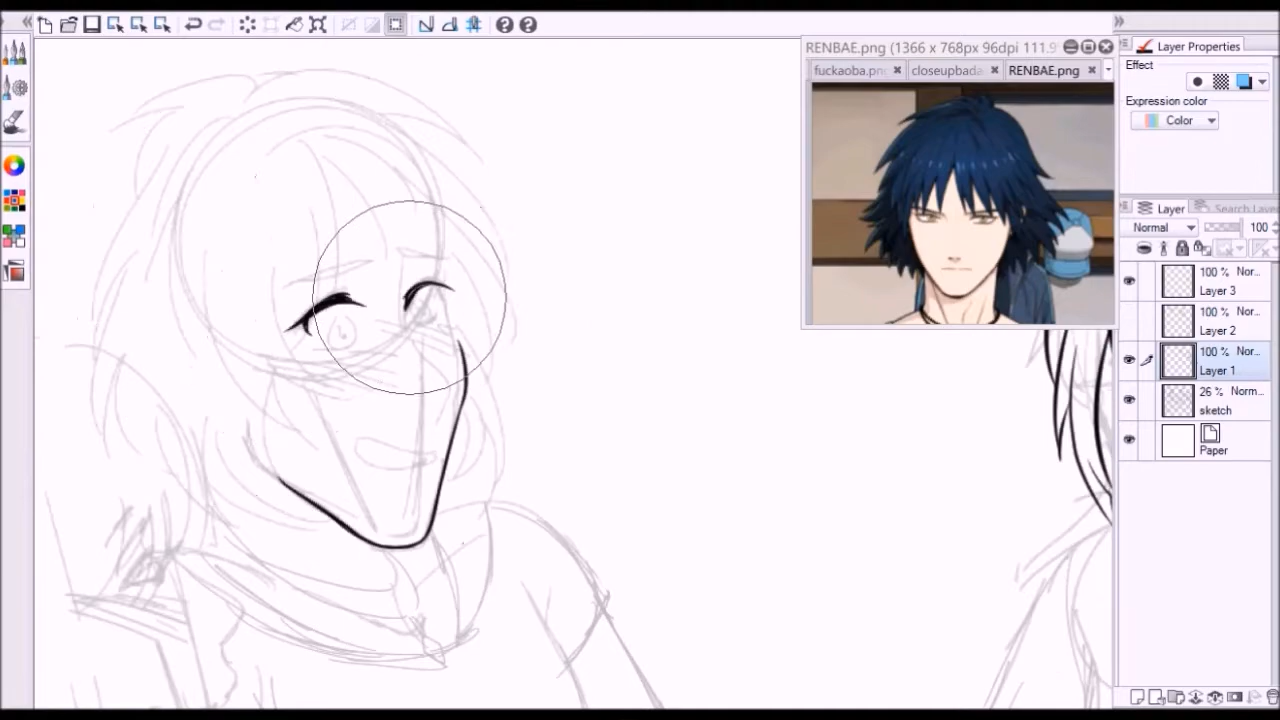 RENBAE.png (1366 x 768px 96dpi 111.9
fuckaoba.pn
closeupbada
RENBAE.png
Layer Properties
Effect
Expression color
Color
Layer
Search Laye
Normal
100
100 % Nor...
Layer 3
100 % Nor...
Layer 2
100 % Nor...
Layer 1
26 % Norm...
sketch
Paper